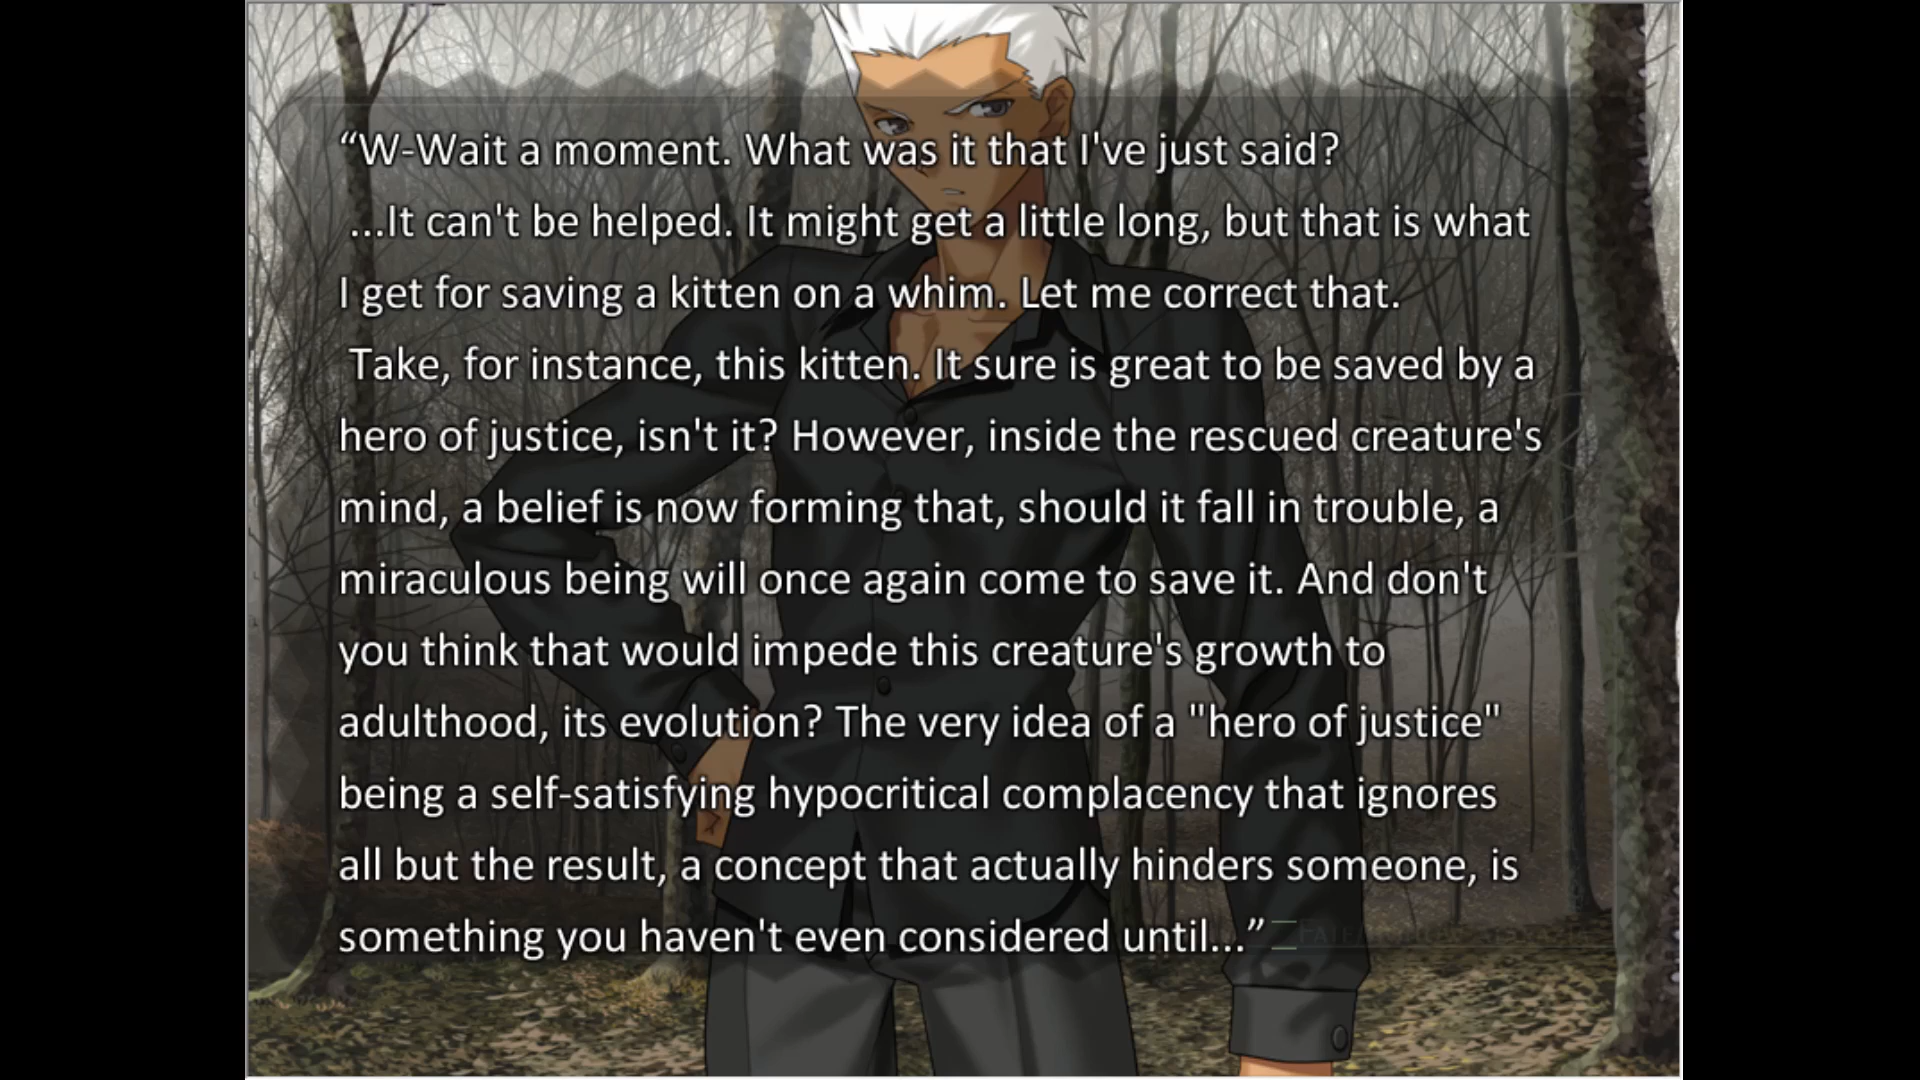 “W-Wait a moment. What was it that I've just said?
...It can't be helped. It might get a little long, but that is what
I get for saving a kitten on a whim. Let me correct that.
Take, for instance, this kitten. It sure is great to be saved by a
hero of justice, isn't it? However, inside the rescued creature's
mind, a belief is now forming that, should it fall in trouble, a
miraculous being will once again come to save it. And don't
you think that would impede this creature's growth to
adulthood, its evolution? The very idea of a "hero of justice"
being a self-satisfying hypocritical complacency that ignores
all but the result, a concept that actually hinders someone, is
something you haven't even considered until...”